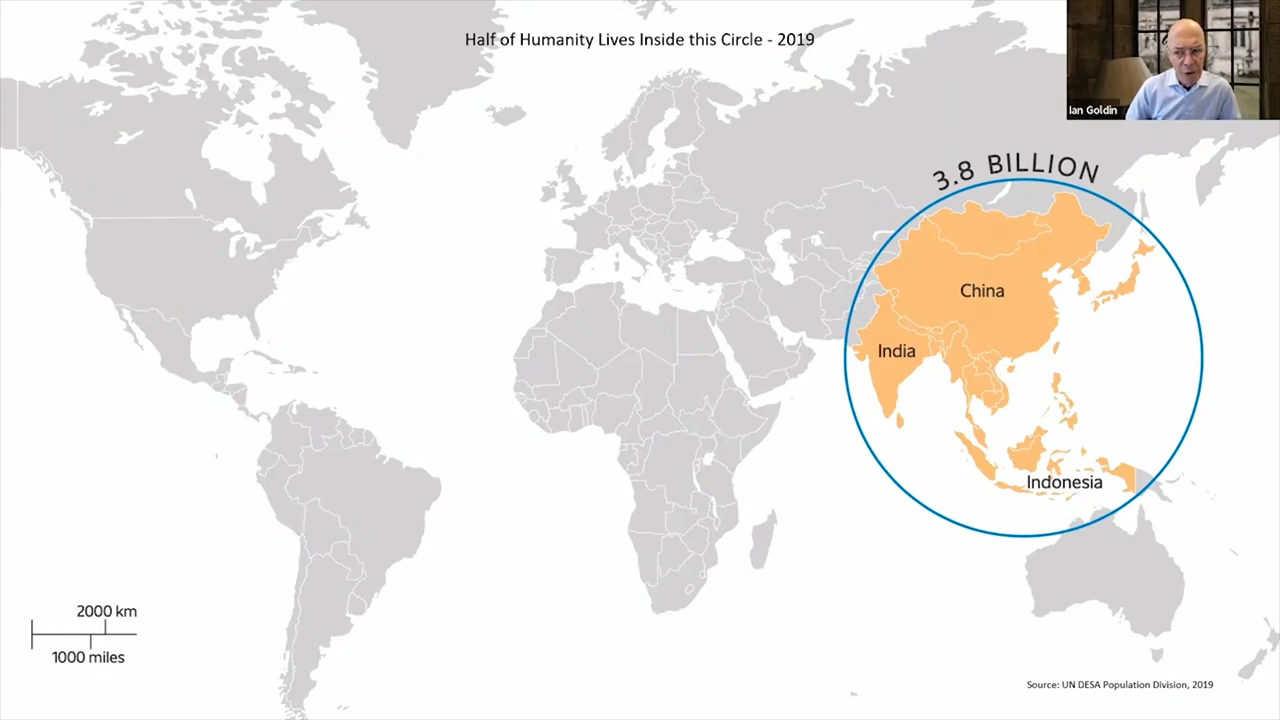 Half of Humanity Lives Inside this Circle - 2019
Ian Goldin
3.8 BILLION
China
India
Indonesia
2000 km
1000 miles
Source: UN DESA Population Division, 2019